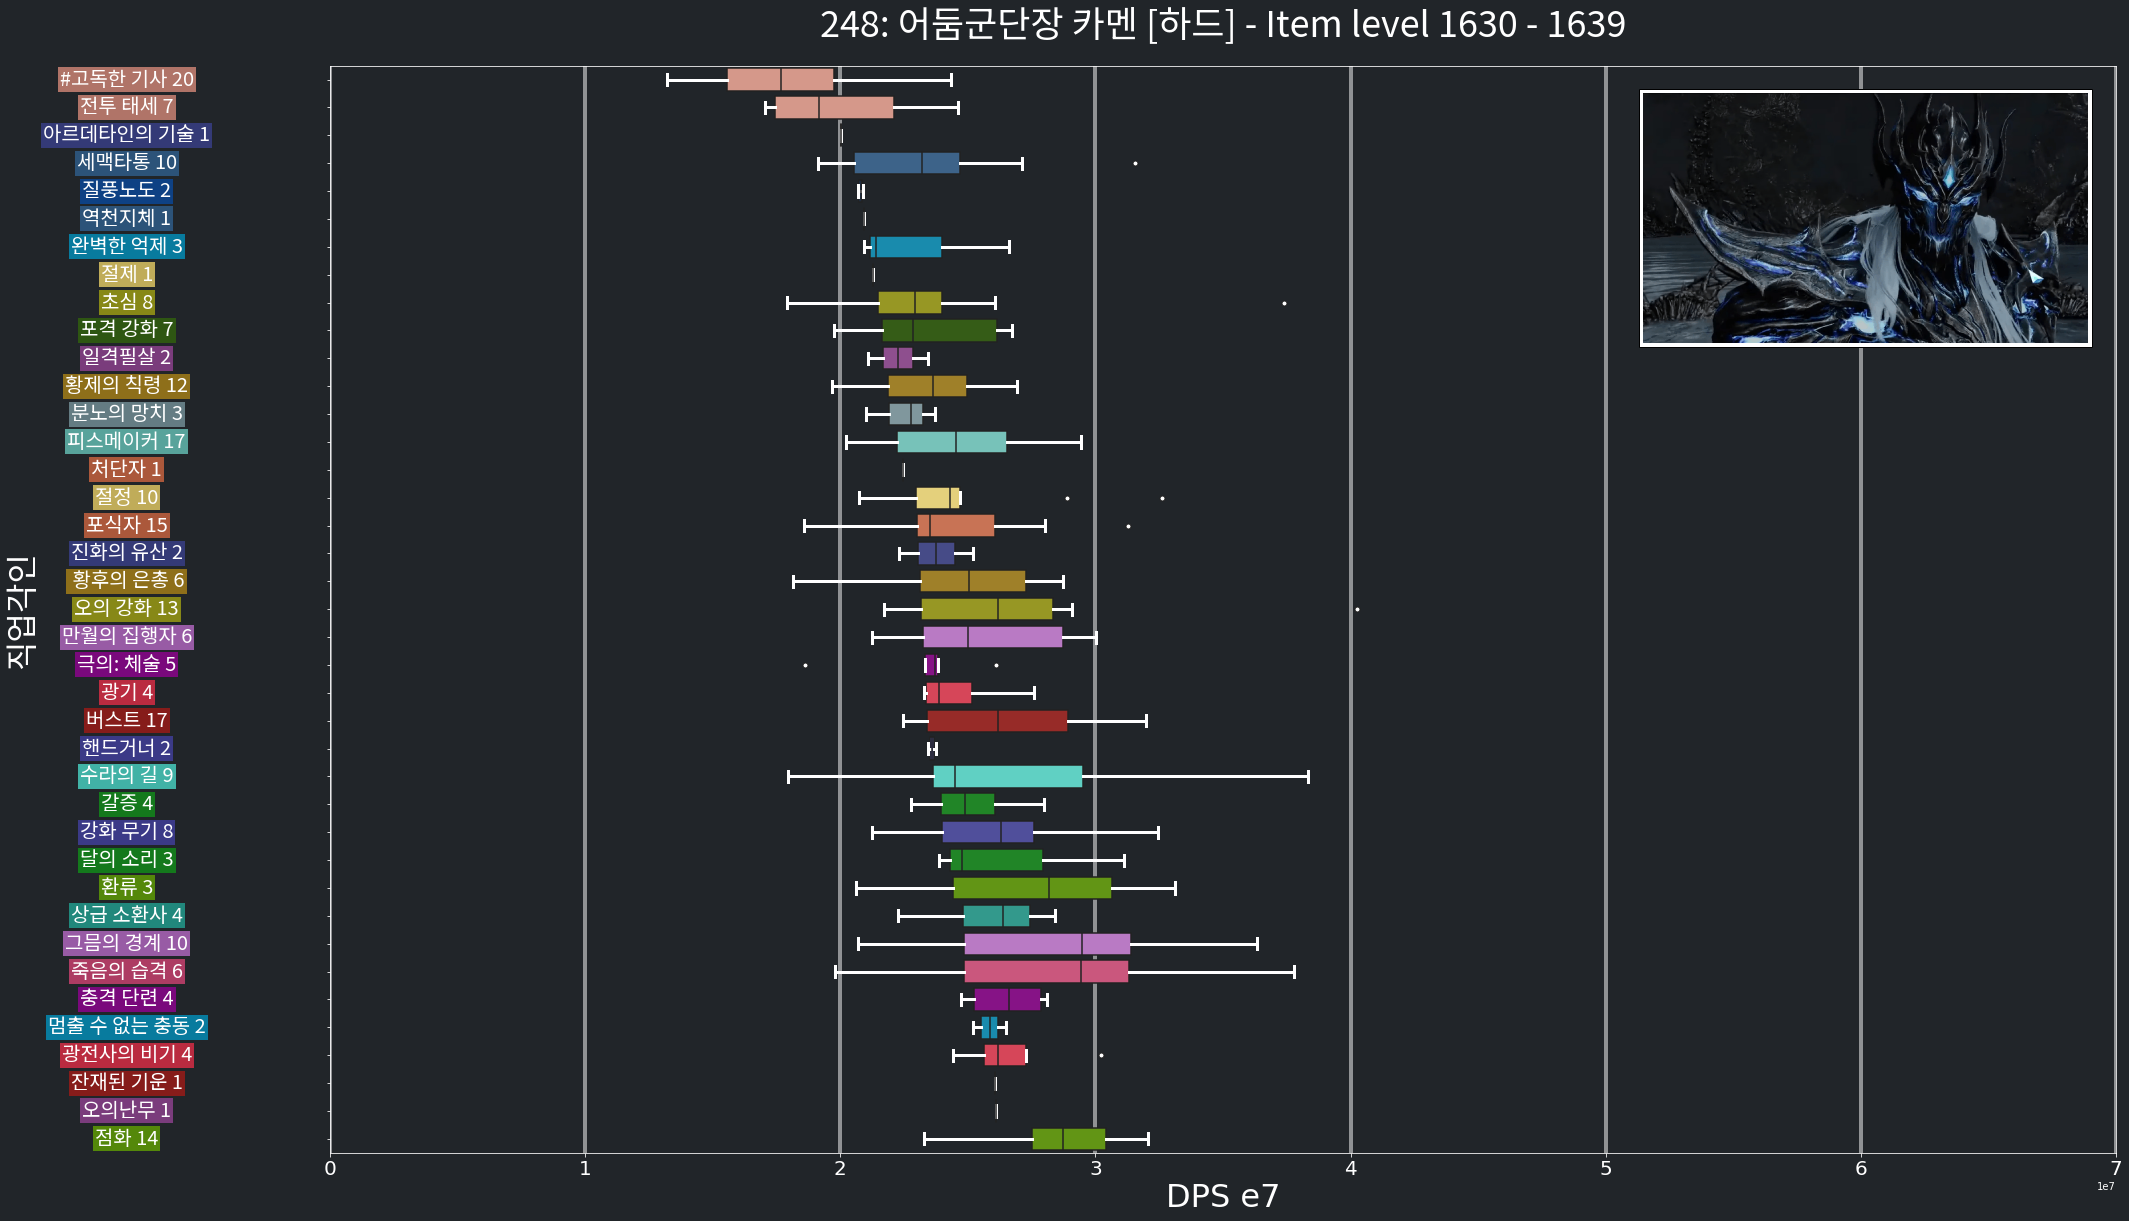 248: 어둠군단장 카멘 [하드] - Item level 1630 - 1639
#고독한 기사 20
전투 태세 7
아르데타인의 기술 1
세맥타통 10
질풍노도 2
역천지체 1
완벽한 억제 3
절제 1
초심 8
포격 강화 7
일격필살 2
황제의 칙령 12
분노의 망치 3
피스메이커 17
처단자 1
절정 10
포식자 15
진화의 유산 2
황후의 은총 6
오의 강화 13
만월의 집행자 6
극의: 체술 5
광기 4
버스트 17
핸드거너 2
수라의 길 9
갈증 4
강화 무기 8
달의 소리 3
환류 3
상급 소환사 4
그믐의 경계 10
죽음의 습격 6
충격 단련 4
멈출 수 없는 충동 2
광전사의 비기 4
잔재된 기운 1
오의난무 1
점화 14
직업각인
0 1 2 3 4 5 6 7
1e7
DPS e7